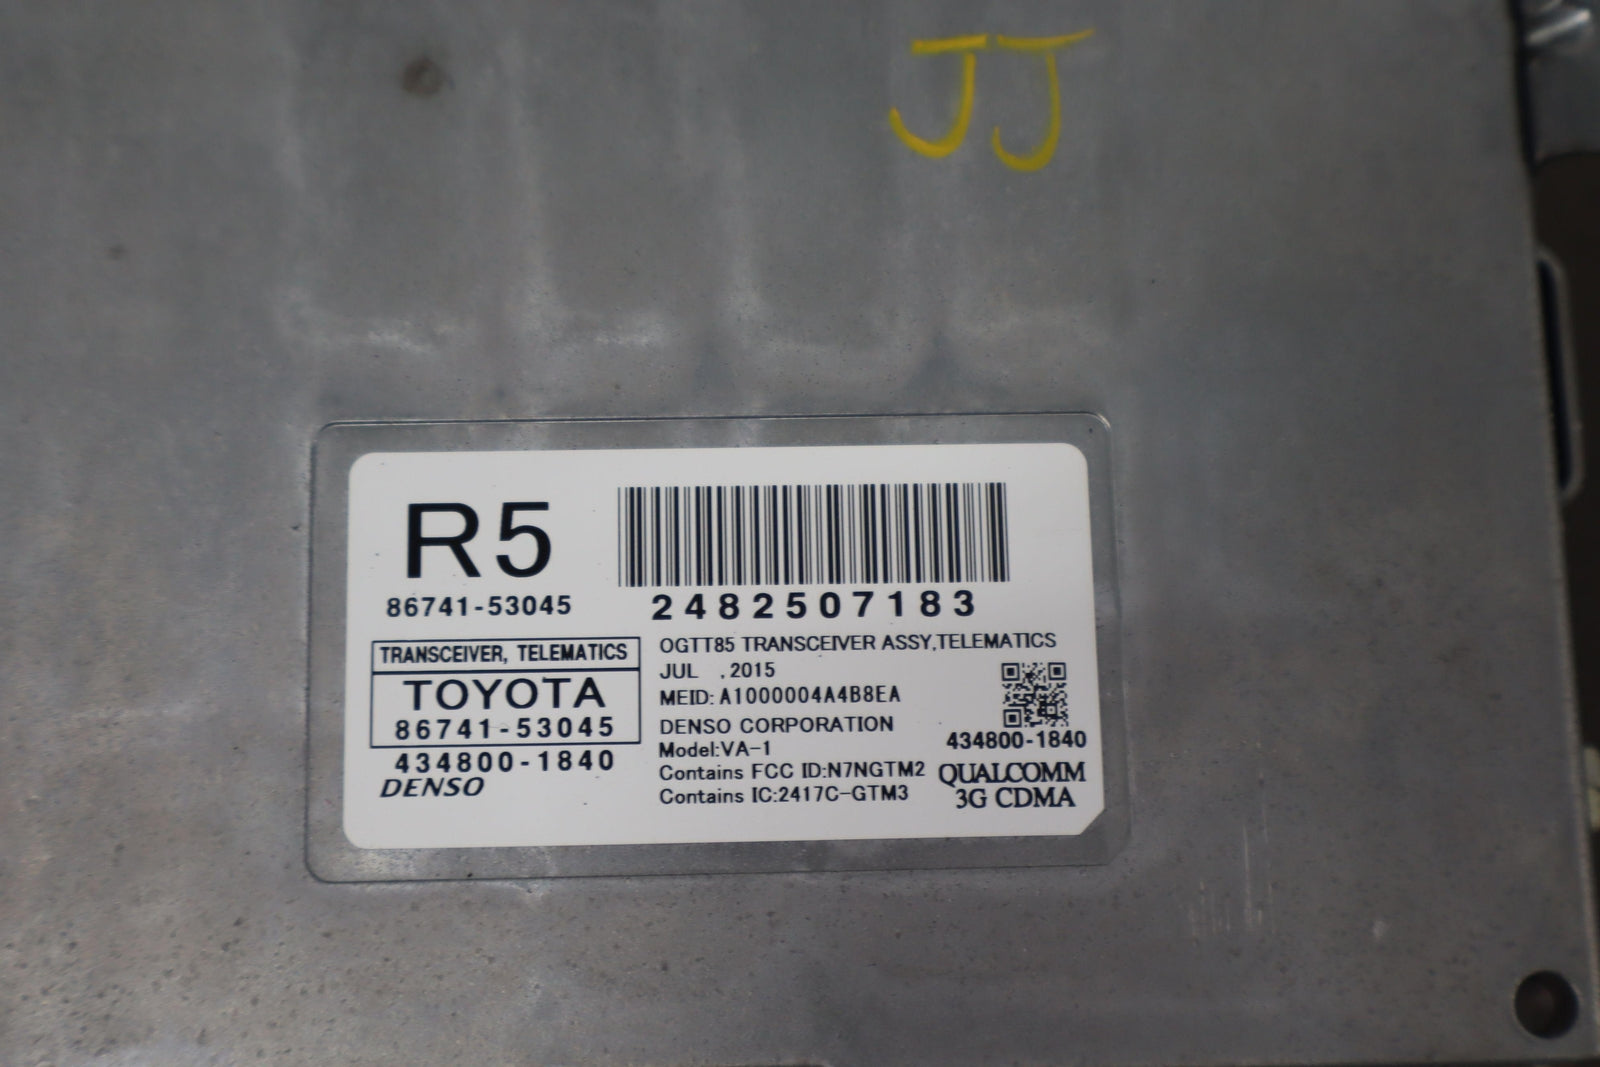 JJ
R5
86741-53045
TRANSCEIVER, TELEMATICS
TOYOTA
86741-53045
434800-1840
DENSO
2482507183
OGTT85 TRANSCEIVER ASSY,TELEMATICS
JUL ,2015
MEID: A1000004A4B8EA
DENSO CORPORATION
Model:VA-1
Contains FCC ID:N7NGTM2
Contains IC:2417C-GTM3
434800-1840
QUALCOMM
3G CDMA